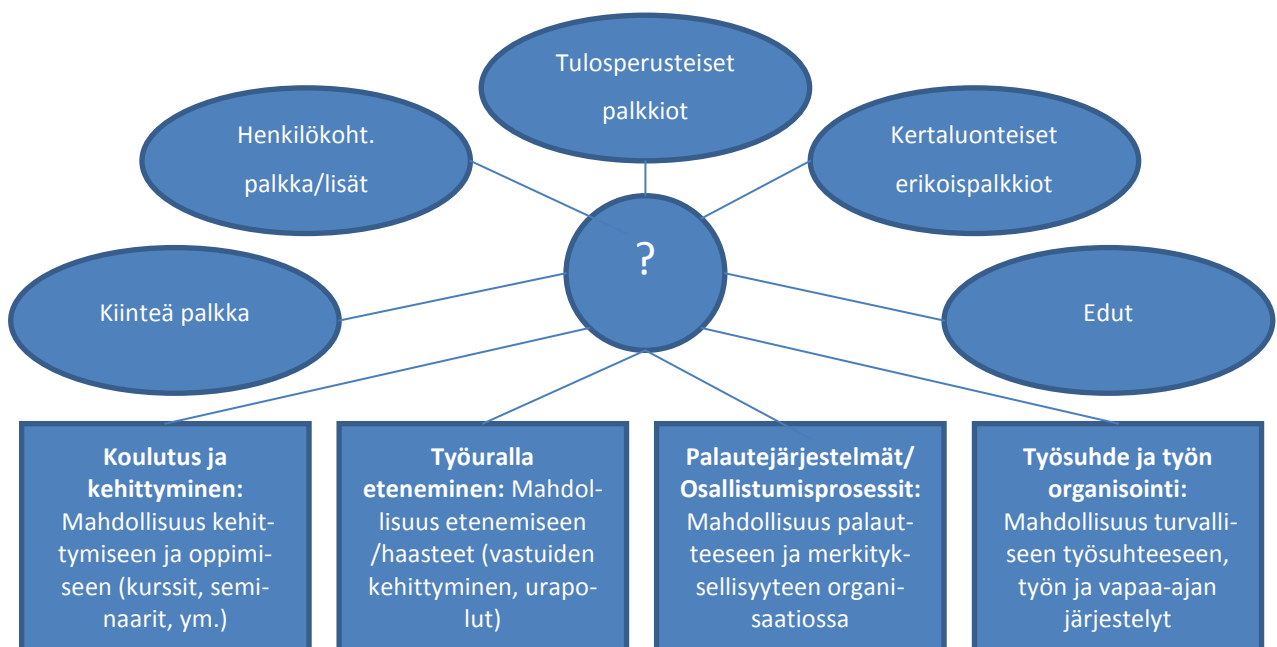 Tulosperusteiset
palkkiot
Henkilökoht.
palkka/lisät
Kertaluonteiset
erikoispalkkiot
?
Kiinteä palkka
Edut
Koulutus ja
kehittyminen:
Mahdollisuus kehit-
tymiseen ja oppimi-
seen (kurssit, semi-
naarit, ym.)
Työuralla
eteneminen: Mahdol-
lisuus etenemiseen
/haasteet (vastuiden
kehittyminen, urapo-
lut)
Palautejärjestelmät/
Osallistumisprosessit:
Mahdollisuus palaut-
teeseen ja merkityk-
sellisyyteen organi-
saatiossa
Työsuhde ja työn
organisointi:
Mahdollisuus turvalli-
seen työsuhteeseen,
työn ja vapaa-ajan
järjestelyt